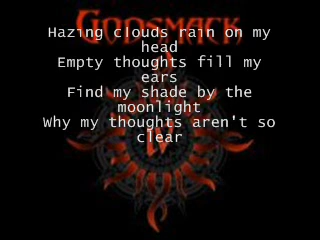 GODSMACK
Hazing clouds rain on my
head
Empty thoughts fill my
ears
Find my shade by the
moonlight
Why my thoughts aren't so
clear